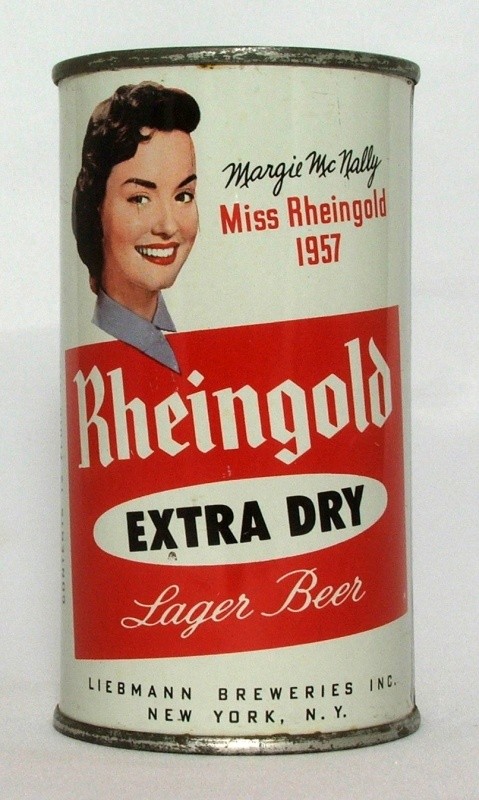 Margie McNally
Miss Rheingold
1957
Rheingold
EXTRA DRY
Lager Beer
LIEBMANN BREWERIES INC.
NEW YORK, N.Y.